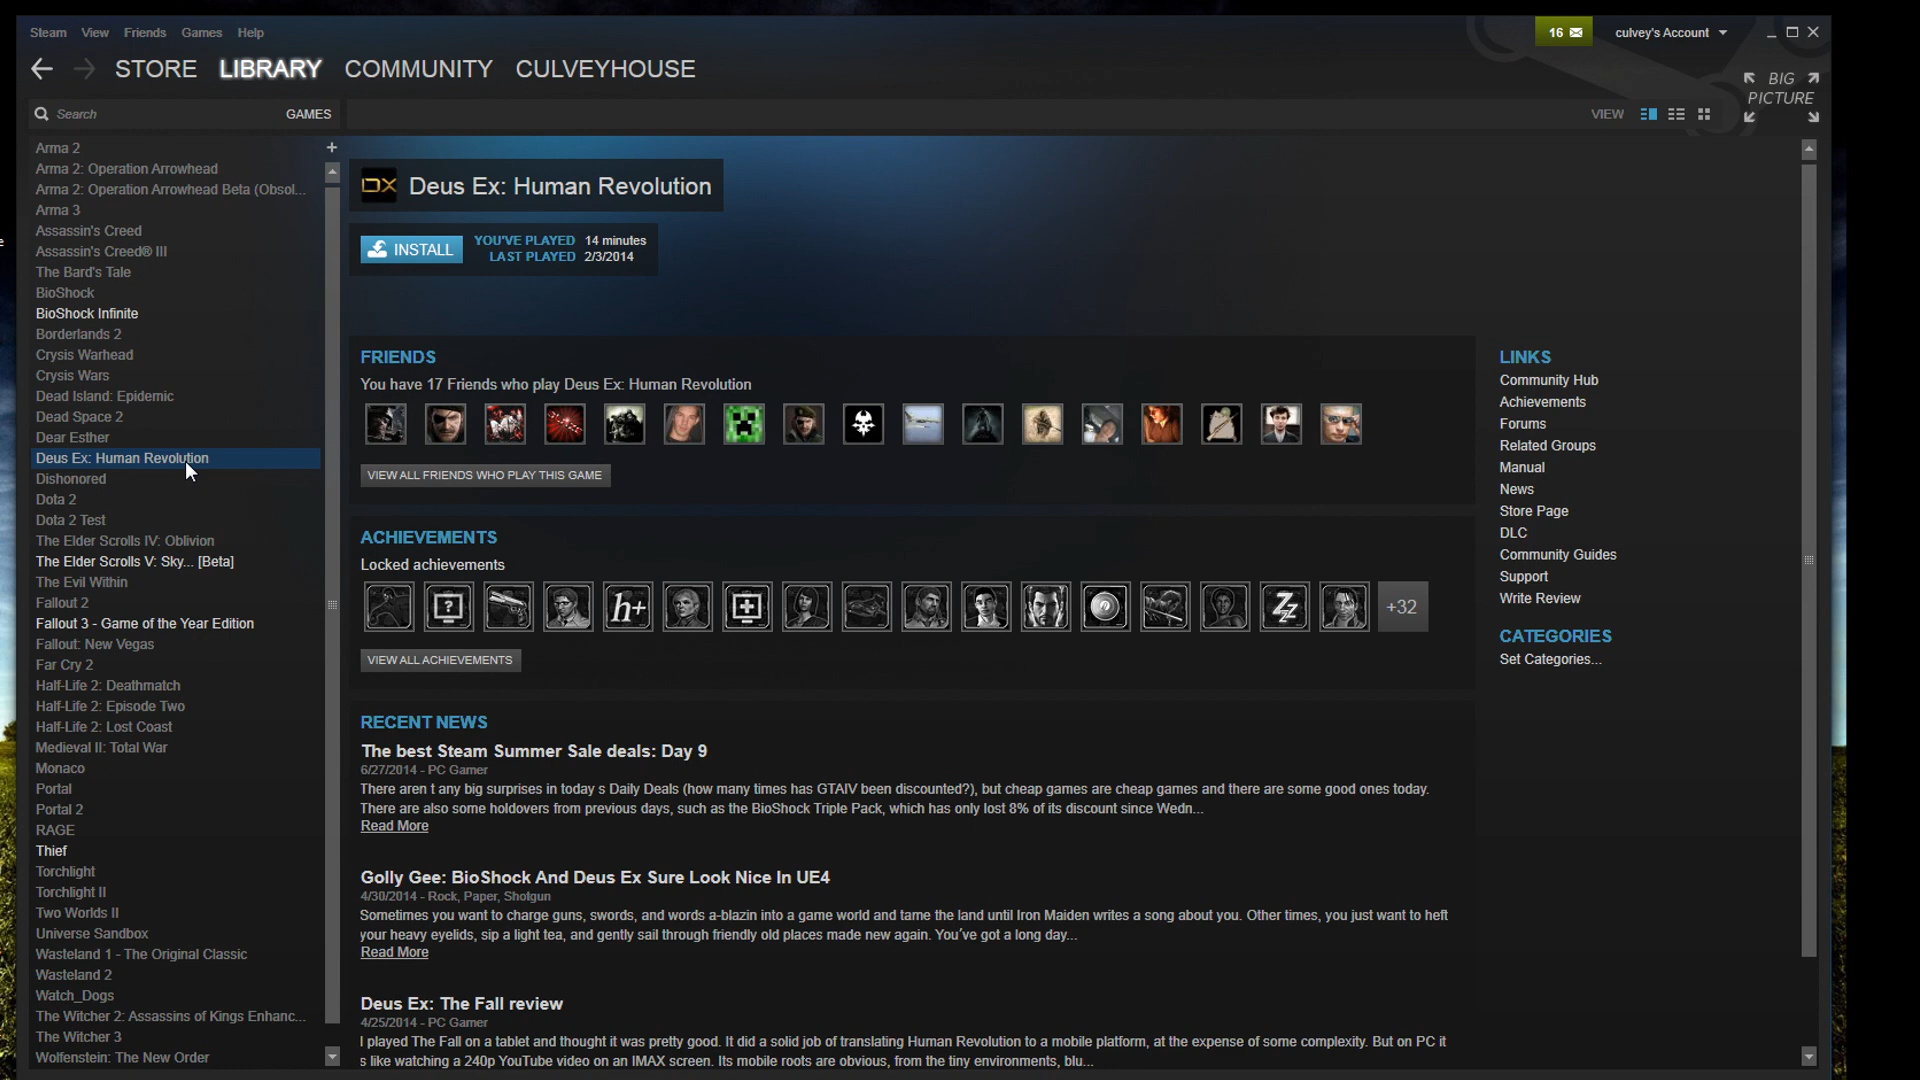 Steam View Friends Games Help
16 culvey's Account
STORE LIBRARY COMMUNITY CULVEYHOUSE
BIG PICTURE
Search GAMES
VIEW
Arma 2
Arma 2: Operation Arrowhead
Arma 2: Operation Arrowhead Beta (Obsol...
Arma 3
Assassin's Creed
Assassin's Creed® III
The Bard's Tale
BioShock
BioShock Infinite
Borderlands 2
Crysis Warhead
Crysis Wars
Dead Island: Epidemic
Dead Space 2
Dear Esther
Deus Ex: Human Revolution
Dishonored
Dota 2
Dota 2 Test
The Elder Scrolls IV: Oblivion
The Elder Scrolls V: Sky... [Beta]
The Evil Within
Fallout 2
Fallout 3 - Game of the Year Edition
Fallout: New Vegas
Far Cry 2
Half-Life 2: Deathmatch
Half-Life 2: Episode Two
Half-Life 2: Lost Coast
Medieval II: Total War
Monaco
Portal
Portal 2
RAGE
Thief
Torchlight
Torchlight II
Two Worlds II
Universe Sandbox
Wasteland 1 - The Original Classic
Wasteland 2
Watch_Dogs
The Witcher 2: Assassins of Kings Enhanc...
The Witcher 3
Wolfenstein: The New Order
DX Deus Ex: Human Revolution
INSTALL
YOU'VE PLAYED 14 minutes
LAST PLAYED 2/3/2014
FRIENDS
You have 17 Friends who play Deus Ex: Human Revolution
VIEW ALL FRIENDS WHO PLAY THIS GAME
ACHIEVEMENTS
Locked achievements
? h+ Zz +32
VIEW ALL ACHIEVEMENTS
RECENT NEWS
The best Steam Summer Sale deals: Day 9
6/27/2014 - PC Gamer
There aren t any big surprises in today s Daily Deals (how many times has GTAIV been discounted?), but cheap games are cheap games and there are some good ones today.
There are also some holdovers from previous days, such as the BioShock Triple Pack, which has only lost 8% of its discount since Wedn...
Read More
Golly Gee: BioShock And Deus Ex Sure Look Nice In UE4
4/30/2014 - Rock, Paper, Shotgun
Sometimes you want to charge guns, swords, and words a-blazin into a game world and tame the land until Iron Maiden writes a song about you. Other times, you just want to heft
your heavy eyelids, sip a light tea, and gently sail through friendly old places made new again. You´ve got a long day...
Read More
Deus Ex: The Fall review
4/25/2014 - PC Gamer
I played The Fall on a tablet and thought it was pretty good. It did a solid job of translating Human Revolution to a mobile platform, at the expense of some complexity. But on PC it
s like watching a 240p YouTube video on an IMAX screen. Its mobile roots are obvious, from the tiny environments, blu...
LINKS
Community Hub
Achievements
Forums
Related Groups
Manual
News
Store Page
DLC
Community Guides
Support
Write Review
CATEGORIES
Set Categories...